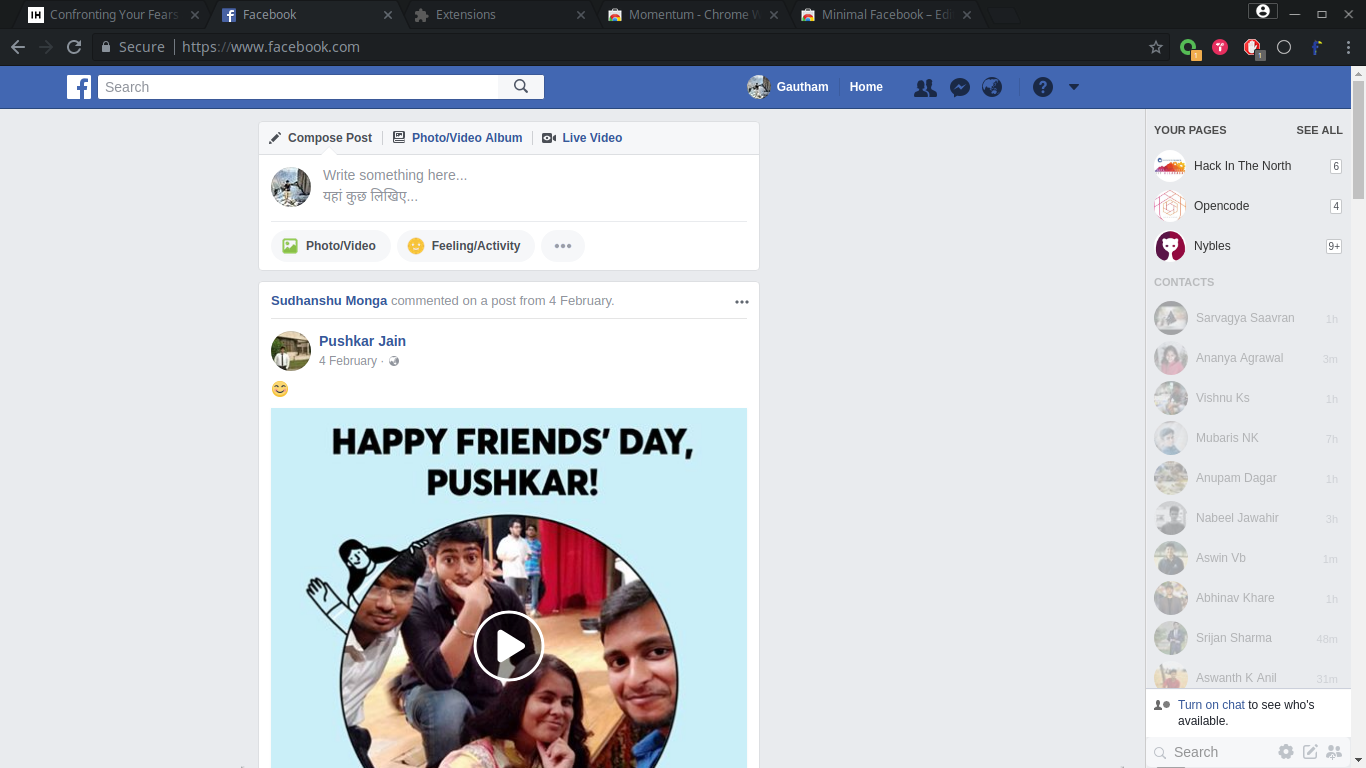 Confronting Your Fears
Facebook
Extensions
Momentum - Chrome W
Minimal Facebook – Edi
Secure
https://www.facebook.com
1
Search
Gautham
Home
Compose Post
Photo/Video Album
Live Video
Write something here...
यहां कुछ लिखिए...
Photo/Video
Feeling/Activity
Sudhanshu Monga commented on a post from 4 February.
Pushkar Jain
4 February ·
HAPPY FRIENDS' DAY,
PUSHKAR!
YOUR PAGES SEE ALL
Hack In The North 6
Opencode 4
Nybles 9+
CONTACTS
Sarvagya Saavran 1h
Ananya Agrawal 3m
Vishnu Ks 1h
Mubaris NK 7h
Anupam Dagar 1h
Nabeel Jawahir 3h
Aswin Vb 1m
Abhinav Khare 1h
Srijan Sharma 48m
Aswanth K Anil 31m
Turn on chat to see who's
available.
Search